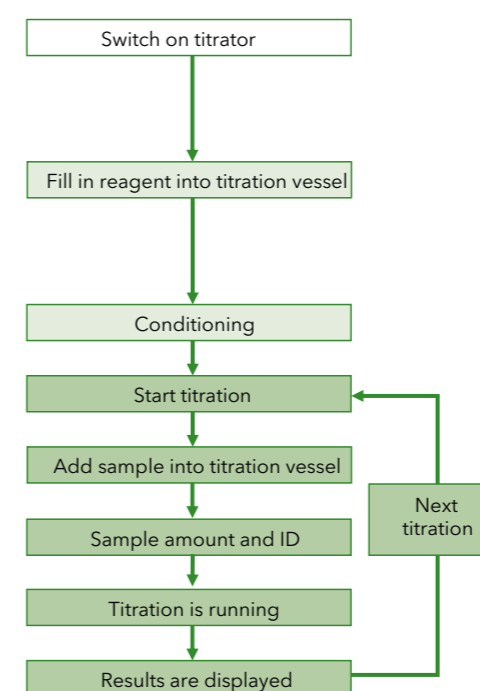 Switch on titrator
Fill in reagent into titration vessel
Conditioning
Start titration
Add sample into titration vessel
Sample amount and ID
Titration is running
Results are displayed
Next
titration